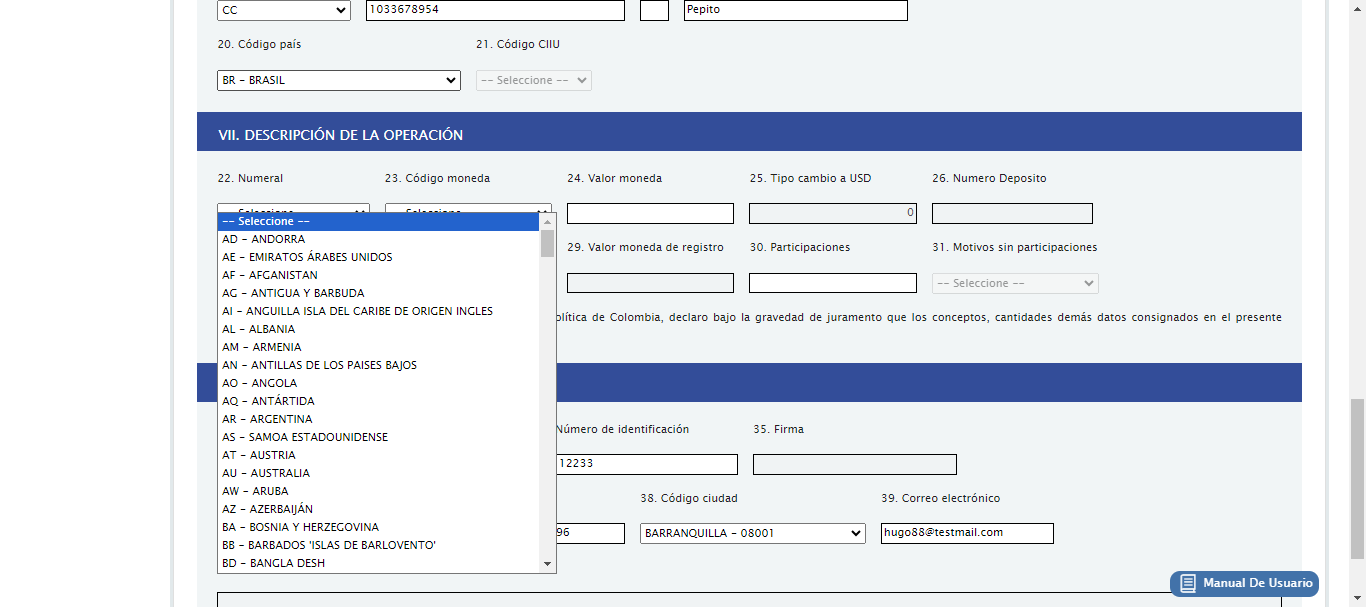 CC 1033678954 Pepito
20. Código país 21. Código CIIU
BR - BRASIL -- Seleccione --
VII. DESCRIPCIÓN DE LA OPERACIÓN
22. Numeral 23. Código moneda 24. Valor moneda 25. Tipo cambio a USD 26. Numero Deposito
-- Seleccione -- -- Seleccione -- 0
-- Seleccione --
AD - ANDORRA
29. Valor moneda de registro 30. Participaciones 31. Motivos sin participaciones
AE - EMIRATOS ÁRABES UNIDOS
AF - AFGANISTAN
-- Seleccione --
AG - ANTIGUA Y BARBUDA
AI - ANGUILLA ISLA DEL CARIBE DE ORIGEN INGLES
olítica de Colombia, declaro bajo la gravedad de juramento que los conceptos, cantidades demás datos consignados en el presente
AL - ALBANIA
AM - ARMENIA
AN - ANTILLAS DE LOS PAISES BAJOS
AO - ANGOLA
AQ - ANTÁRTIDA
AR - ARGENTINA
Número de identificación 35. Firma
AS - SAMOA ESTADOUNIDENSE
AT - AUSTRIA
12233
AU - AUSTRALIA
AW - ARUBA
38. Código ciudad 39. Correo electrónico
AZ - AZERBAIJÁN
BA - BOSNIA Y HERZEGOVINA
96 BARRANQUILLA - 08001 hugo88@testmail.com
BB - BARBADOS 'ISLAS DE BARLOVENTO'
BD - BANGLA DESH
Manual De Usuario